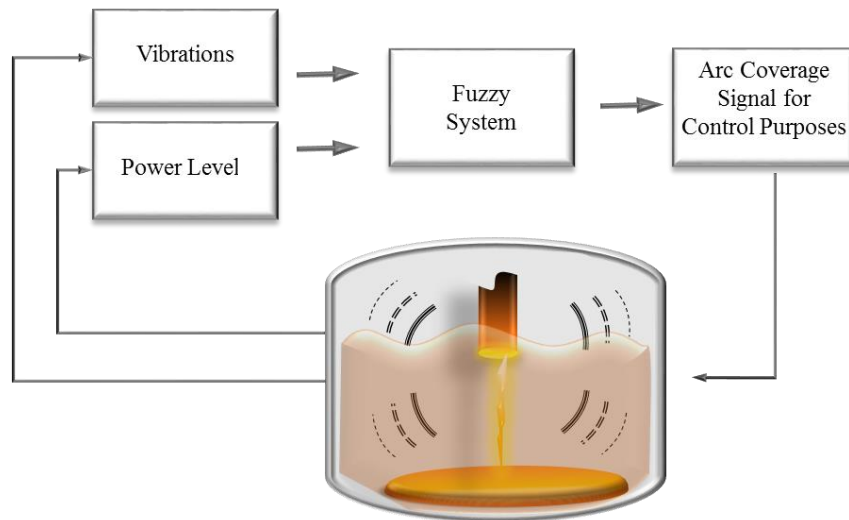 Vibrations
Power Level
Fuzzy
System
Arc Coverage
Signal for
Control Purposes